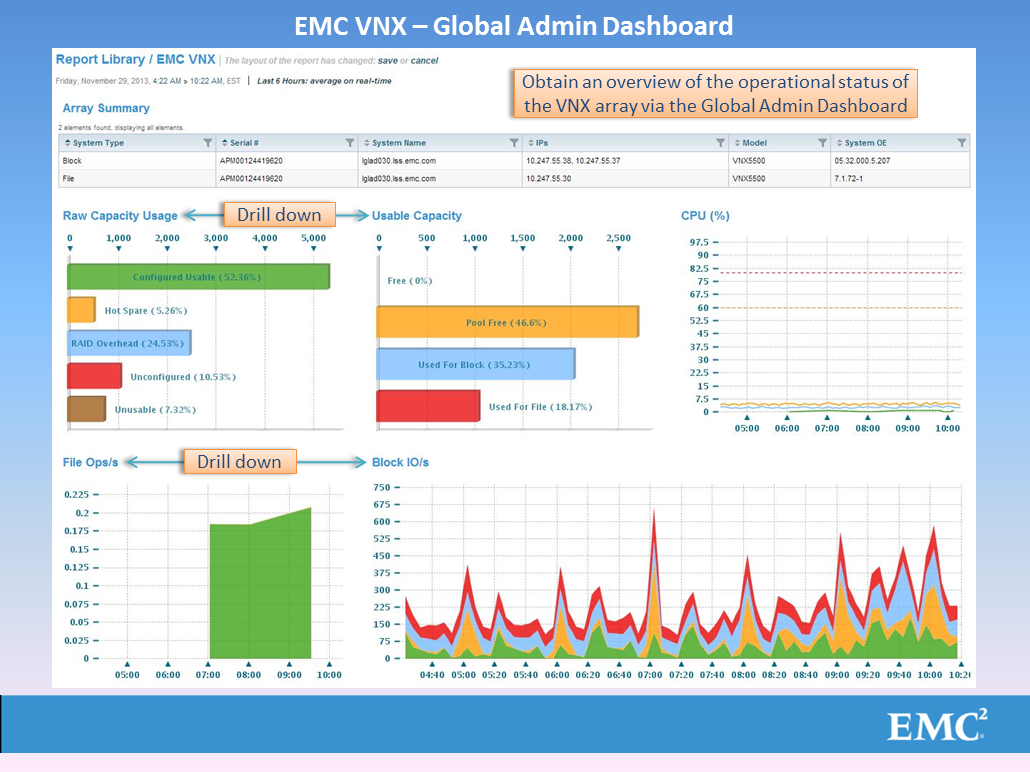 EMC VNX – Global Admin Dashboard
Report Library / EMC VNX | The layout of the report has changed: save or cancel
Friday, November 29, 2013, 4:22 AM » 10:22 AM, EST | Last 6 Hours: average on real-time
Obtain an overview of the operational status of
the VNX array via the Global Admin Dashboard
Array Summary
2 elements found, displaying all elements.
System Type Serial # System Name IPs Model System OE
Block APM00124419620 lglad030.lss.emc.com 10.247.55.38, 10.247.55.37 VNX5500 05.32.000.5.207
File APM00124419620 lglad030.lss.emc.com 10.247.55.30 VNX5500 7.1.72-1
Raw Capacity Usage Drill down Usable Capacity CPU (%)
0 1,000 2,000 3,000 4,000 5,000
Configured Usable (52.36%)
Hot Spare (5.26%)
RAID Overhead (24.53%)
Unconfigured (10.53%)
Unusable (7.32%)
0 500 1,000 1,500 2,000 2,500
Free (0%)
Pool Free (46.6%)
Used For Block (35.23%)
Used For File (18.17%)
97.5
90
82.5
75
67.5
60
52.5
45
37.5
30
22.5
15
7.5
0
05:00 06:00 07:00 08:00 09:00 10:00
File Ops/s Drill down Block IO/s
0.225
0.2
0.175
0.15
0.125
0.1
0.075
0.05
0.025
0
05:00 06:00 07:00 08:00 09:00 10:00
750
675
600
525
450
375
300
225
150
75
0
04:40 05:00 05:20 05:40 06:00 06:20 06:40 07:00 07:20 07:40 08:00 08:20 08:40 09:00 09:20 09:40 10:00 10:20
EMC²